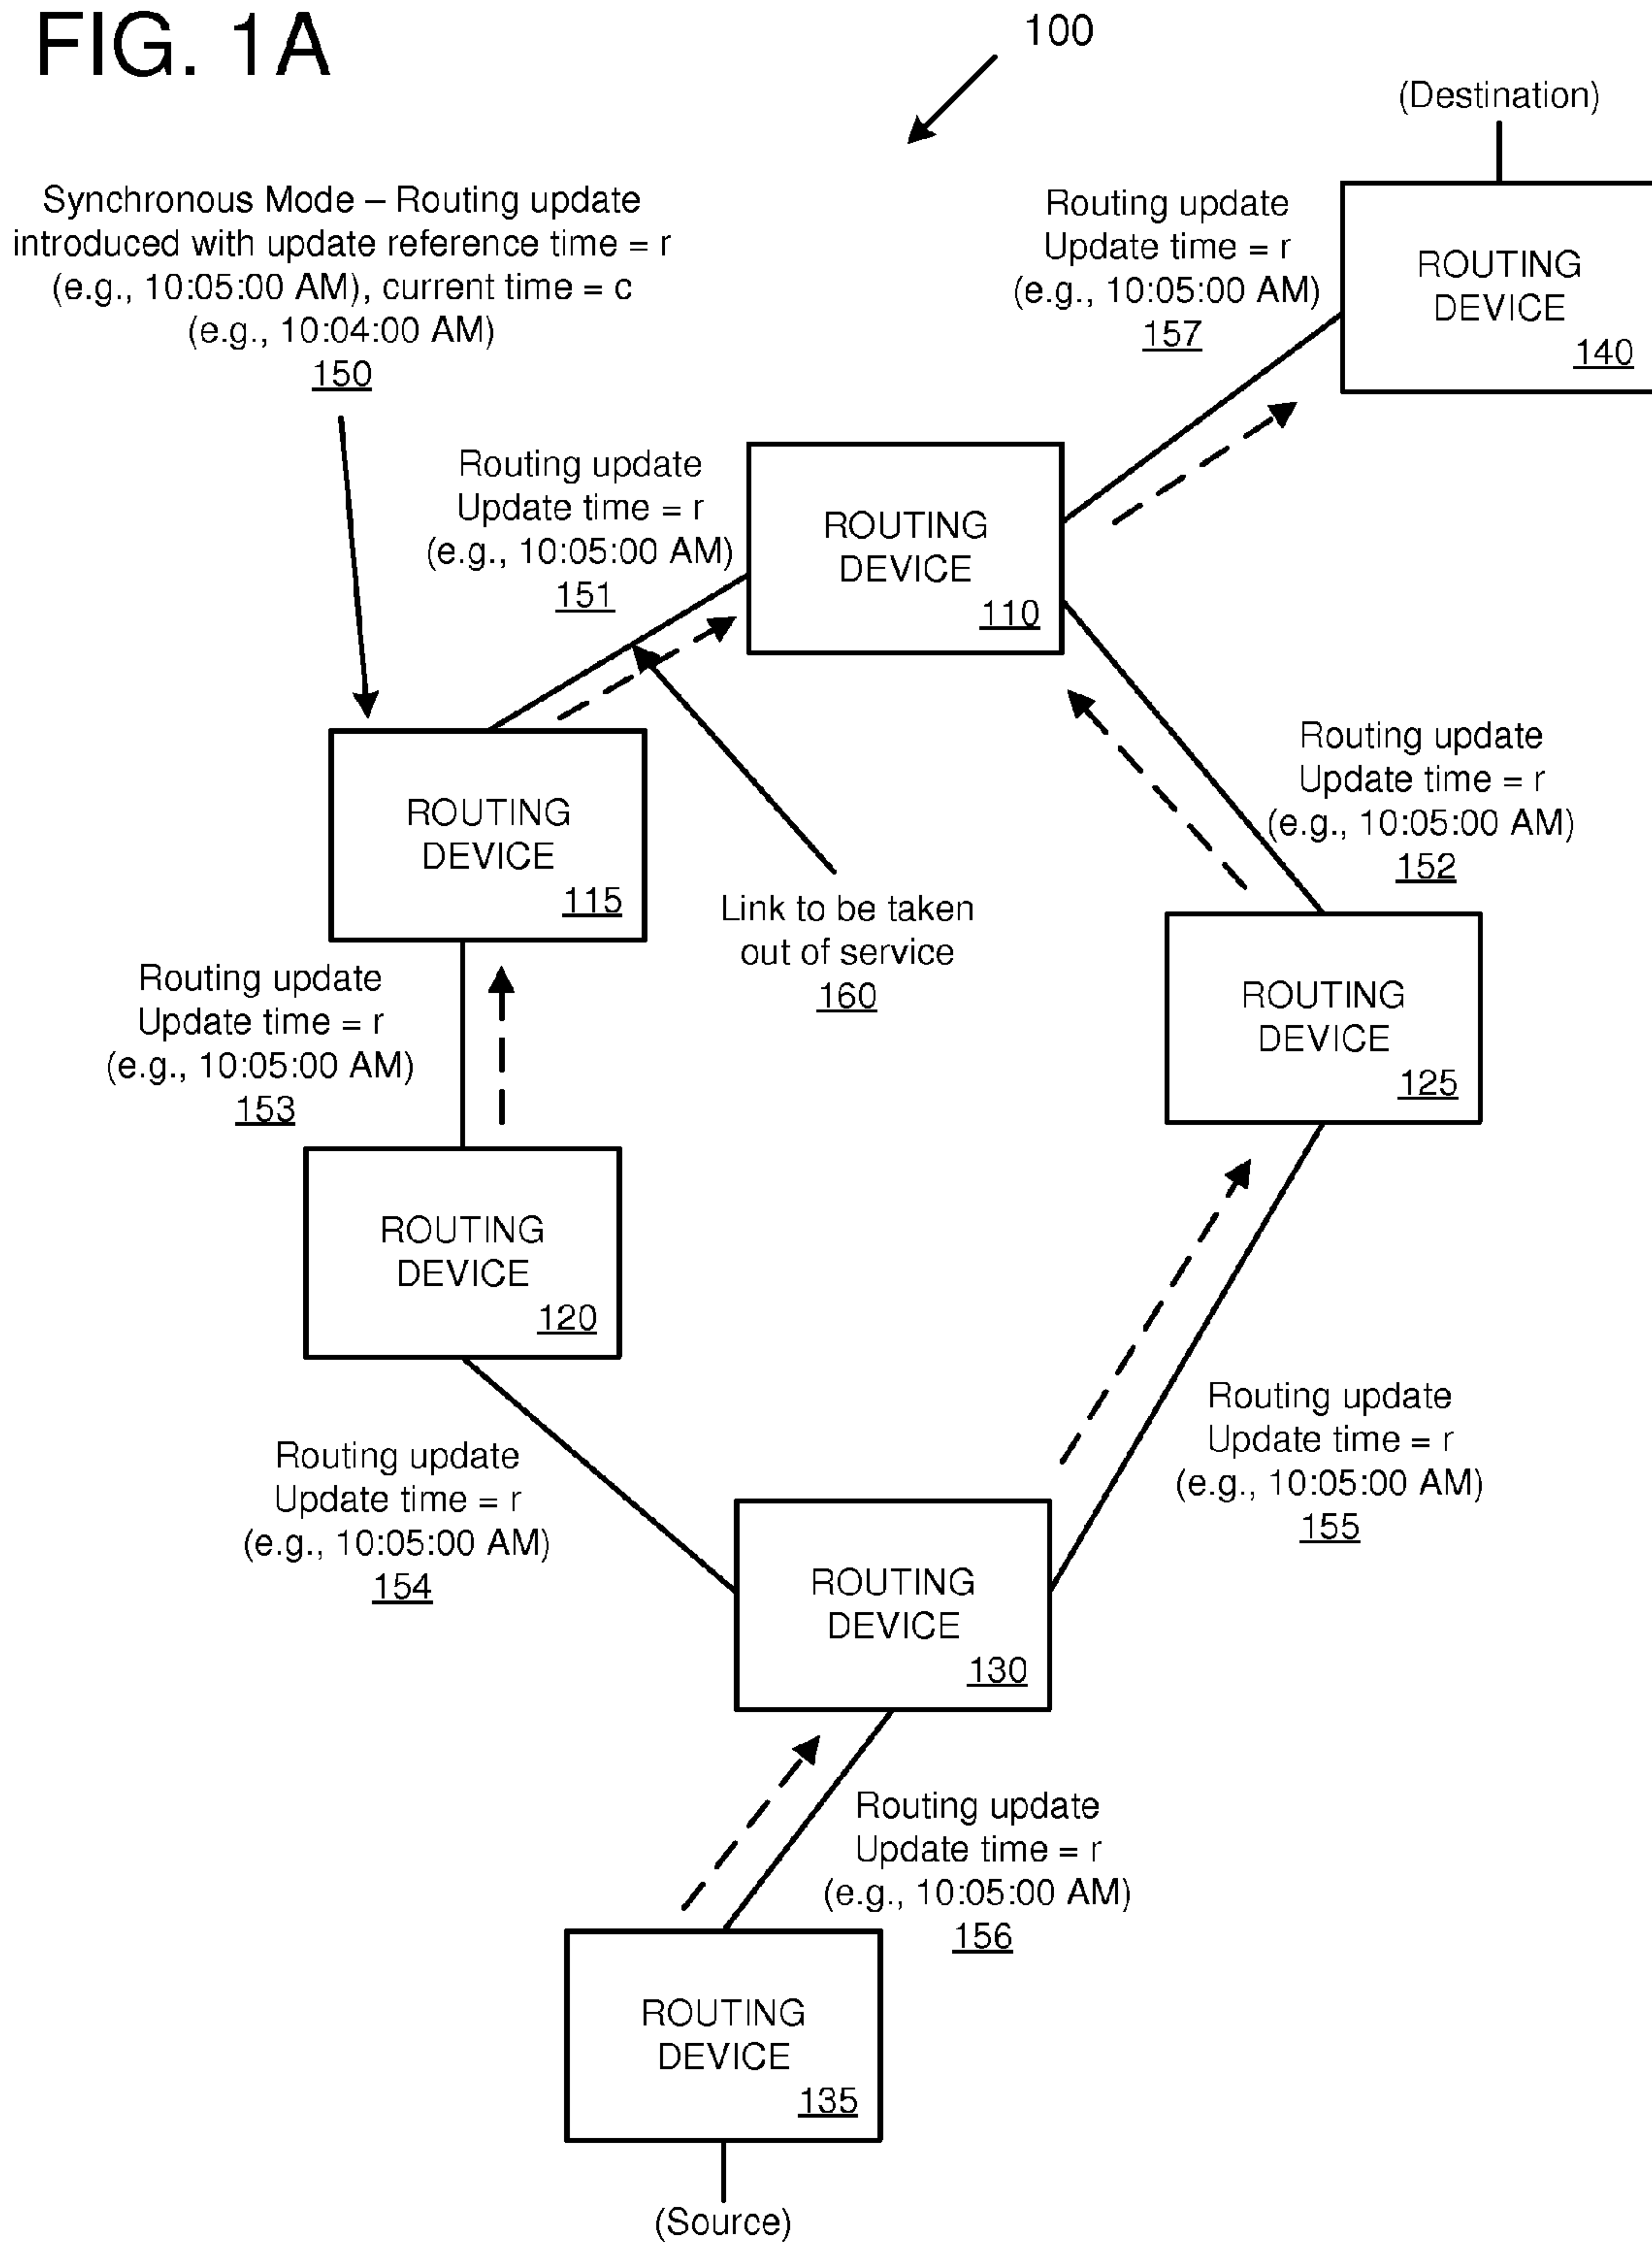 FIG. 1A
100
(Destination)
Synchronous Mode – Routing update
introduced with update reference time = r
(e.g., 10:05:00 AM), current time = c
(e.g., 10:04:00 AM)
150
Routing update
Update time = r
(e.g., 10:05:00 AM)
157
ROUTING
DEVICE
140
Routing update
Update time = r
(e.g., 10:05:00 AM)
151
ROUTING
DEVICE
110
Routing update
Update time = r
(e.g., 10:05:00 AM)
152
ROUTING
DEVICE
115
Link to be taken
out of service
160
Routing update
Update time = r
(e.g., 10:05:00 AM)
153
ROUTING
DEVICE
125
ROUTING
DEVICE
120
Routing update
Update time = r
(e.g., 10:05:00 AM)
155
Routing update
Update time = r
(e.g., 10:05:00 AM)
154
ROUTING
DEVICE
130
Routing update
Update time = r
(e.g., 10:05:00 AM)
156
ROUTING
DEVICE
135
(Source)